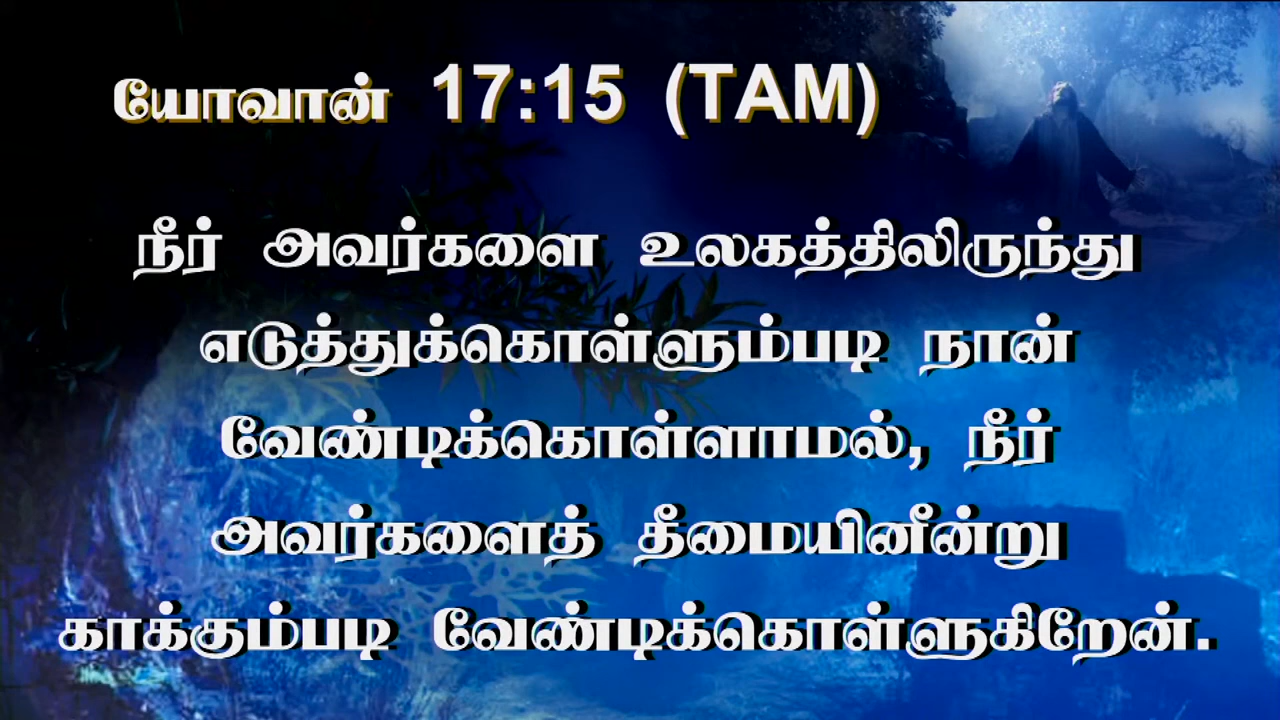 யோவான் 17:15 (TAM)
நீர் அவர்களை உலகத்திலிருந்து
எடுத்துக்கொள்ளும்படி நான்
வேண்டிக்கொள்ளாமல், நீர்
அவர்களைத் தீமையினீன்று
காக்கும்படி வேண்டிக்கொள்ளுகிறேன்.